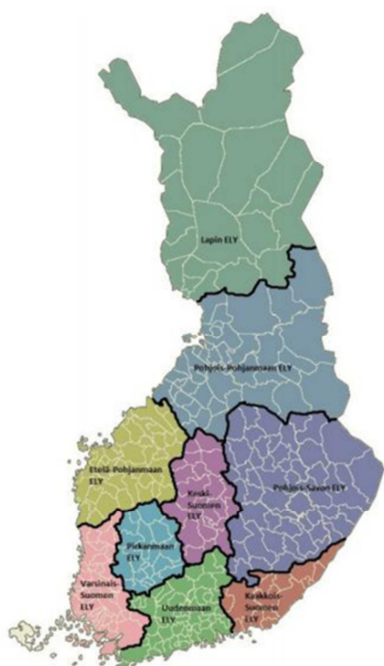 Lapin ELY
Pohjois-Pohjanmaan ELY
Etelä-Pohjanmaan
ELY
Keski-
Suomen
ELY
Pohjois-Savon ELY
Pirkanmaan
ELY
Varsinais-
Suomen
ELY
Uudenmaan
ELY
Kaakkois-
Suomen
ELY